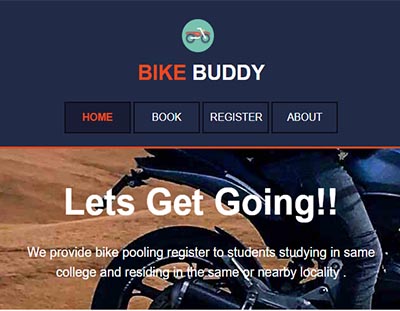 BIKE BUDDY
HOME BOOK REGISTER ABOUT
Lets Get Going!!
We provide bike pooling register to students studying in same
college and residing in the same or nearby locality .